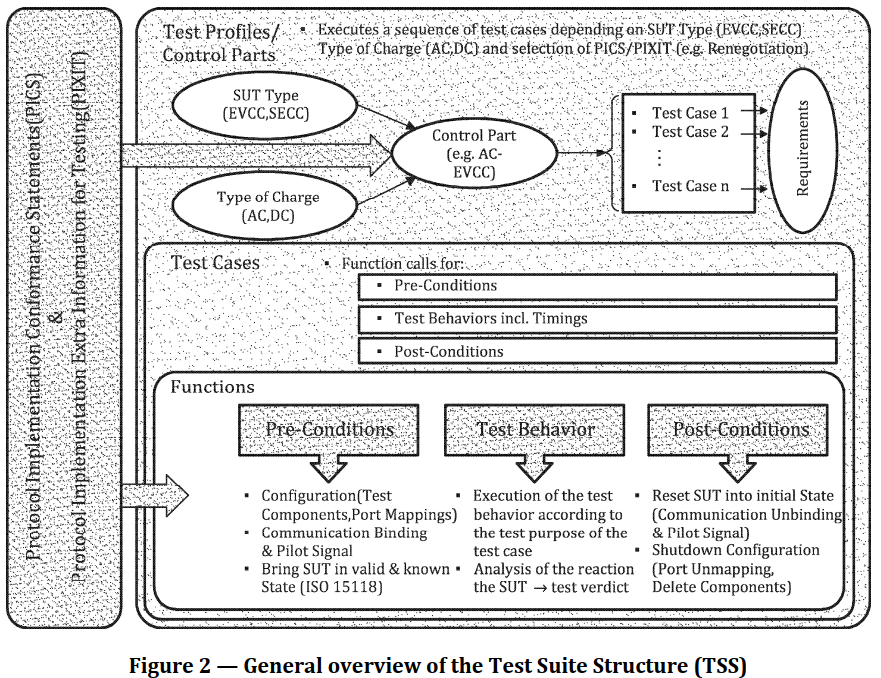 Protocol Implementation Conformance Statements(PICS)
&
Protocol Implementation Extra Information for Testing(PIXIT)
Test Profiles/
Control Parts
▪ Executes a sequence of test cases depending on SUT Type (EVCC,SECC)
Type of Charge (AC,DC) and selection of PICS/PIXIT (e.g. Renegotiation)
SUT Type
(EVCC,SECC)
Type of Charge
(AC,DC)
Control Part
(e.g. AC-
EVCC)
▪ Test Case 1
▪ Test Case 2
⋮
▪ Test Case n
Requirements
Test Cases
▪ Function calls for:
▪ Pre-Conditions
▪ Test Behaviors incl. Timings
▪ Post-Conditions
Functions
Pre-Conditions
▪ Configuration(Test
Components,Port Mappings)
▪ Communication Binding
& Pilot Signal
▪ Bring SUT in valid & known
State (ISO 15118)
Test Behavior
▪ Execution of the test
behavior according to
the test purpose of the
test case
▪ Analysis of the reaction
the SUT → test verdict
Post-Conditions
▪ Reset SUT into initial State
(Communication Unbinding
& Pilot Signal)
▪ Shutdown Configuration
(Port Unmapping,
Delete Components)
Figure 2 — General overview of the Test Suite Structure (TSS)